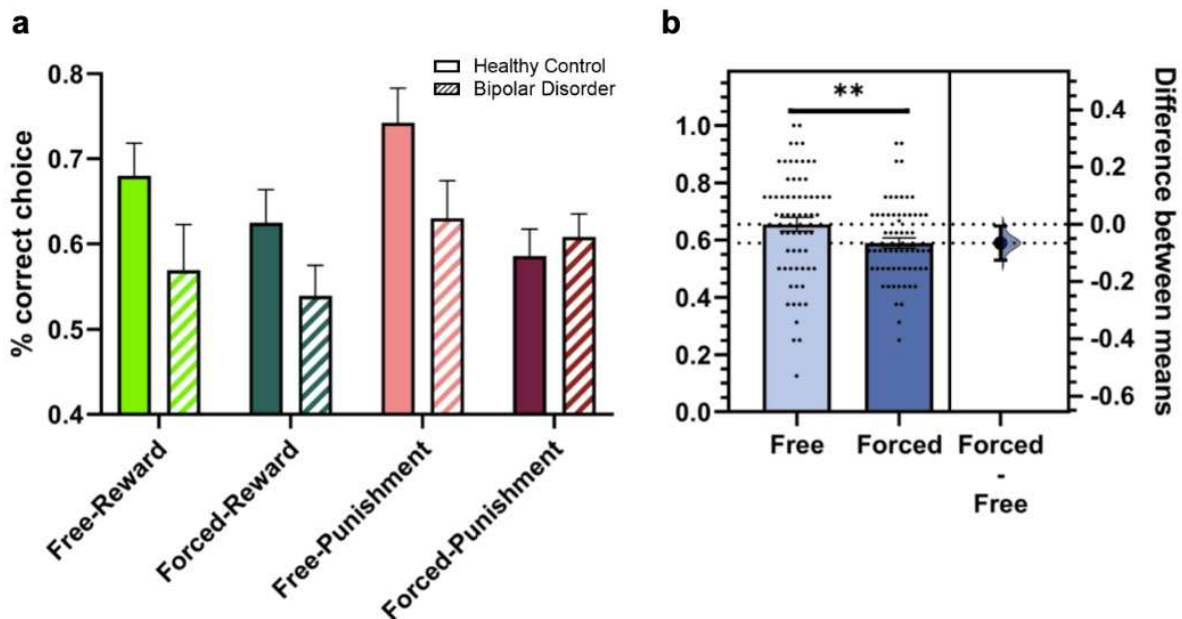 a
% correct choice
0.8
0.7
0.6
0.5
0.4
Healthy Control
Bipolar Disorder
Free-Reward
Forced-Reward
Free-Punishment
Forced-Punishment
b
**
1.0
0.8
0.6
0.4
0.2
0.0
0.4
0.2
0.0
-0.2
-0.4
-0.6
Difference between means
Free
Forced
Forced
-
Free